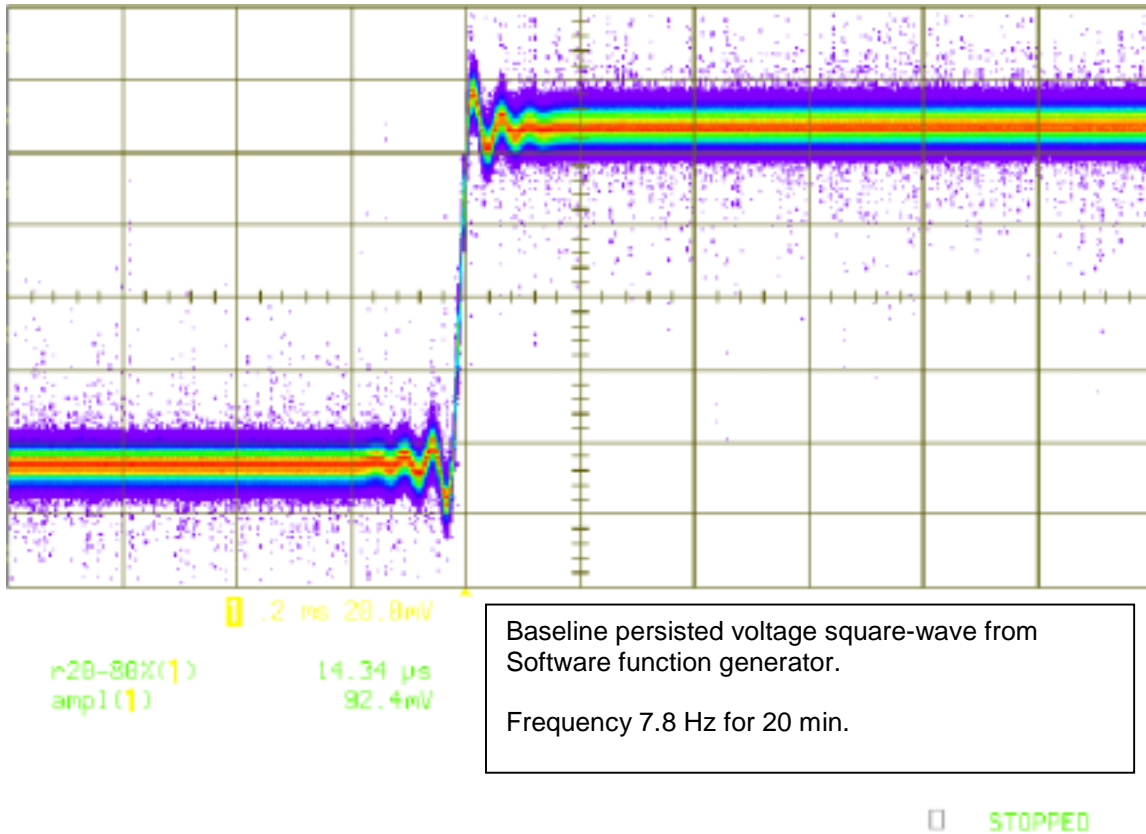 1 .2 ms 20.0mV
r20-80%(1) 14.34 µs
ampl(1) 92.4mV
Baseline persisted voltage square-wave from
Software function generator.
Frequency 7.8 Hz for 20 min.
STOPPED